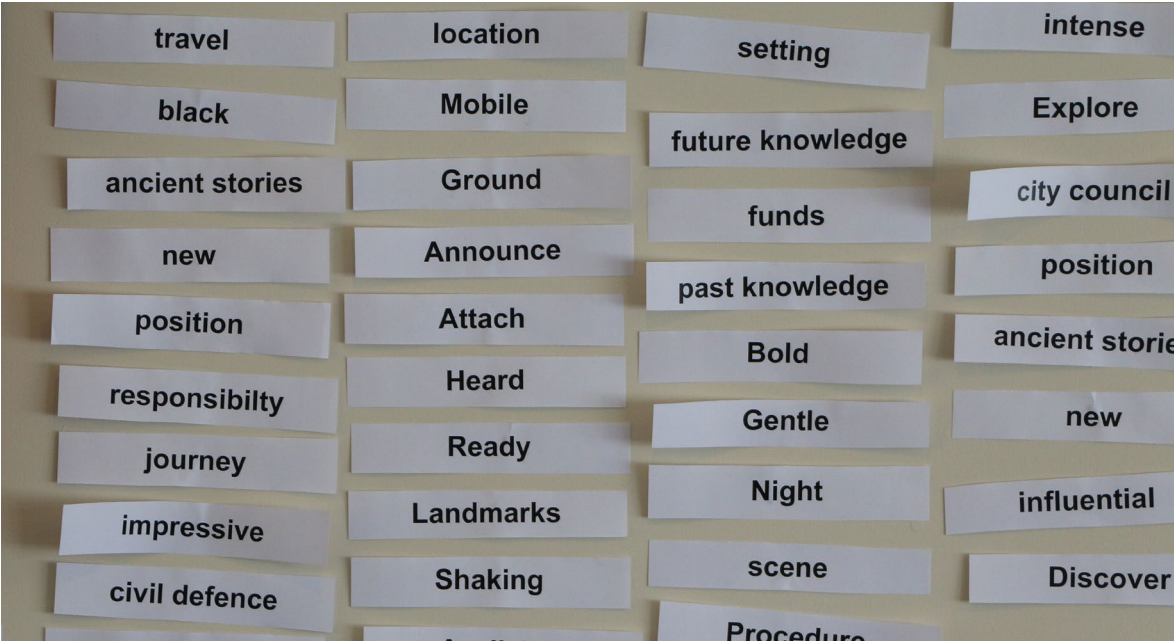 travel
black
ancient stories
new
position
responsibilty
journey
impressive
civil defence
location
Mobile
Ground
Announce
Attach
Heard
Ready
Landmarks
Shaking
setting
future knowledge
funds
past knowledge
Bold
Gentle
Night
scene
Procedure
intense
Explore
city council
position
ancient storie
new
influential
Discover